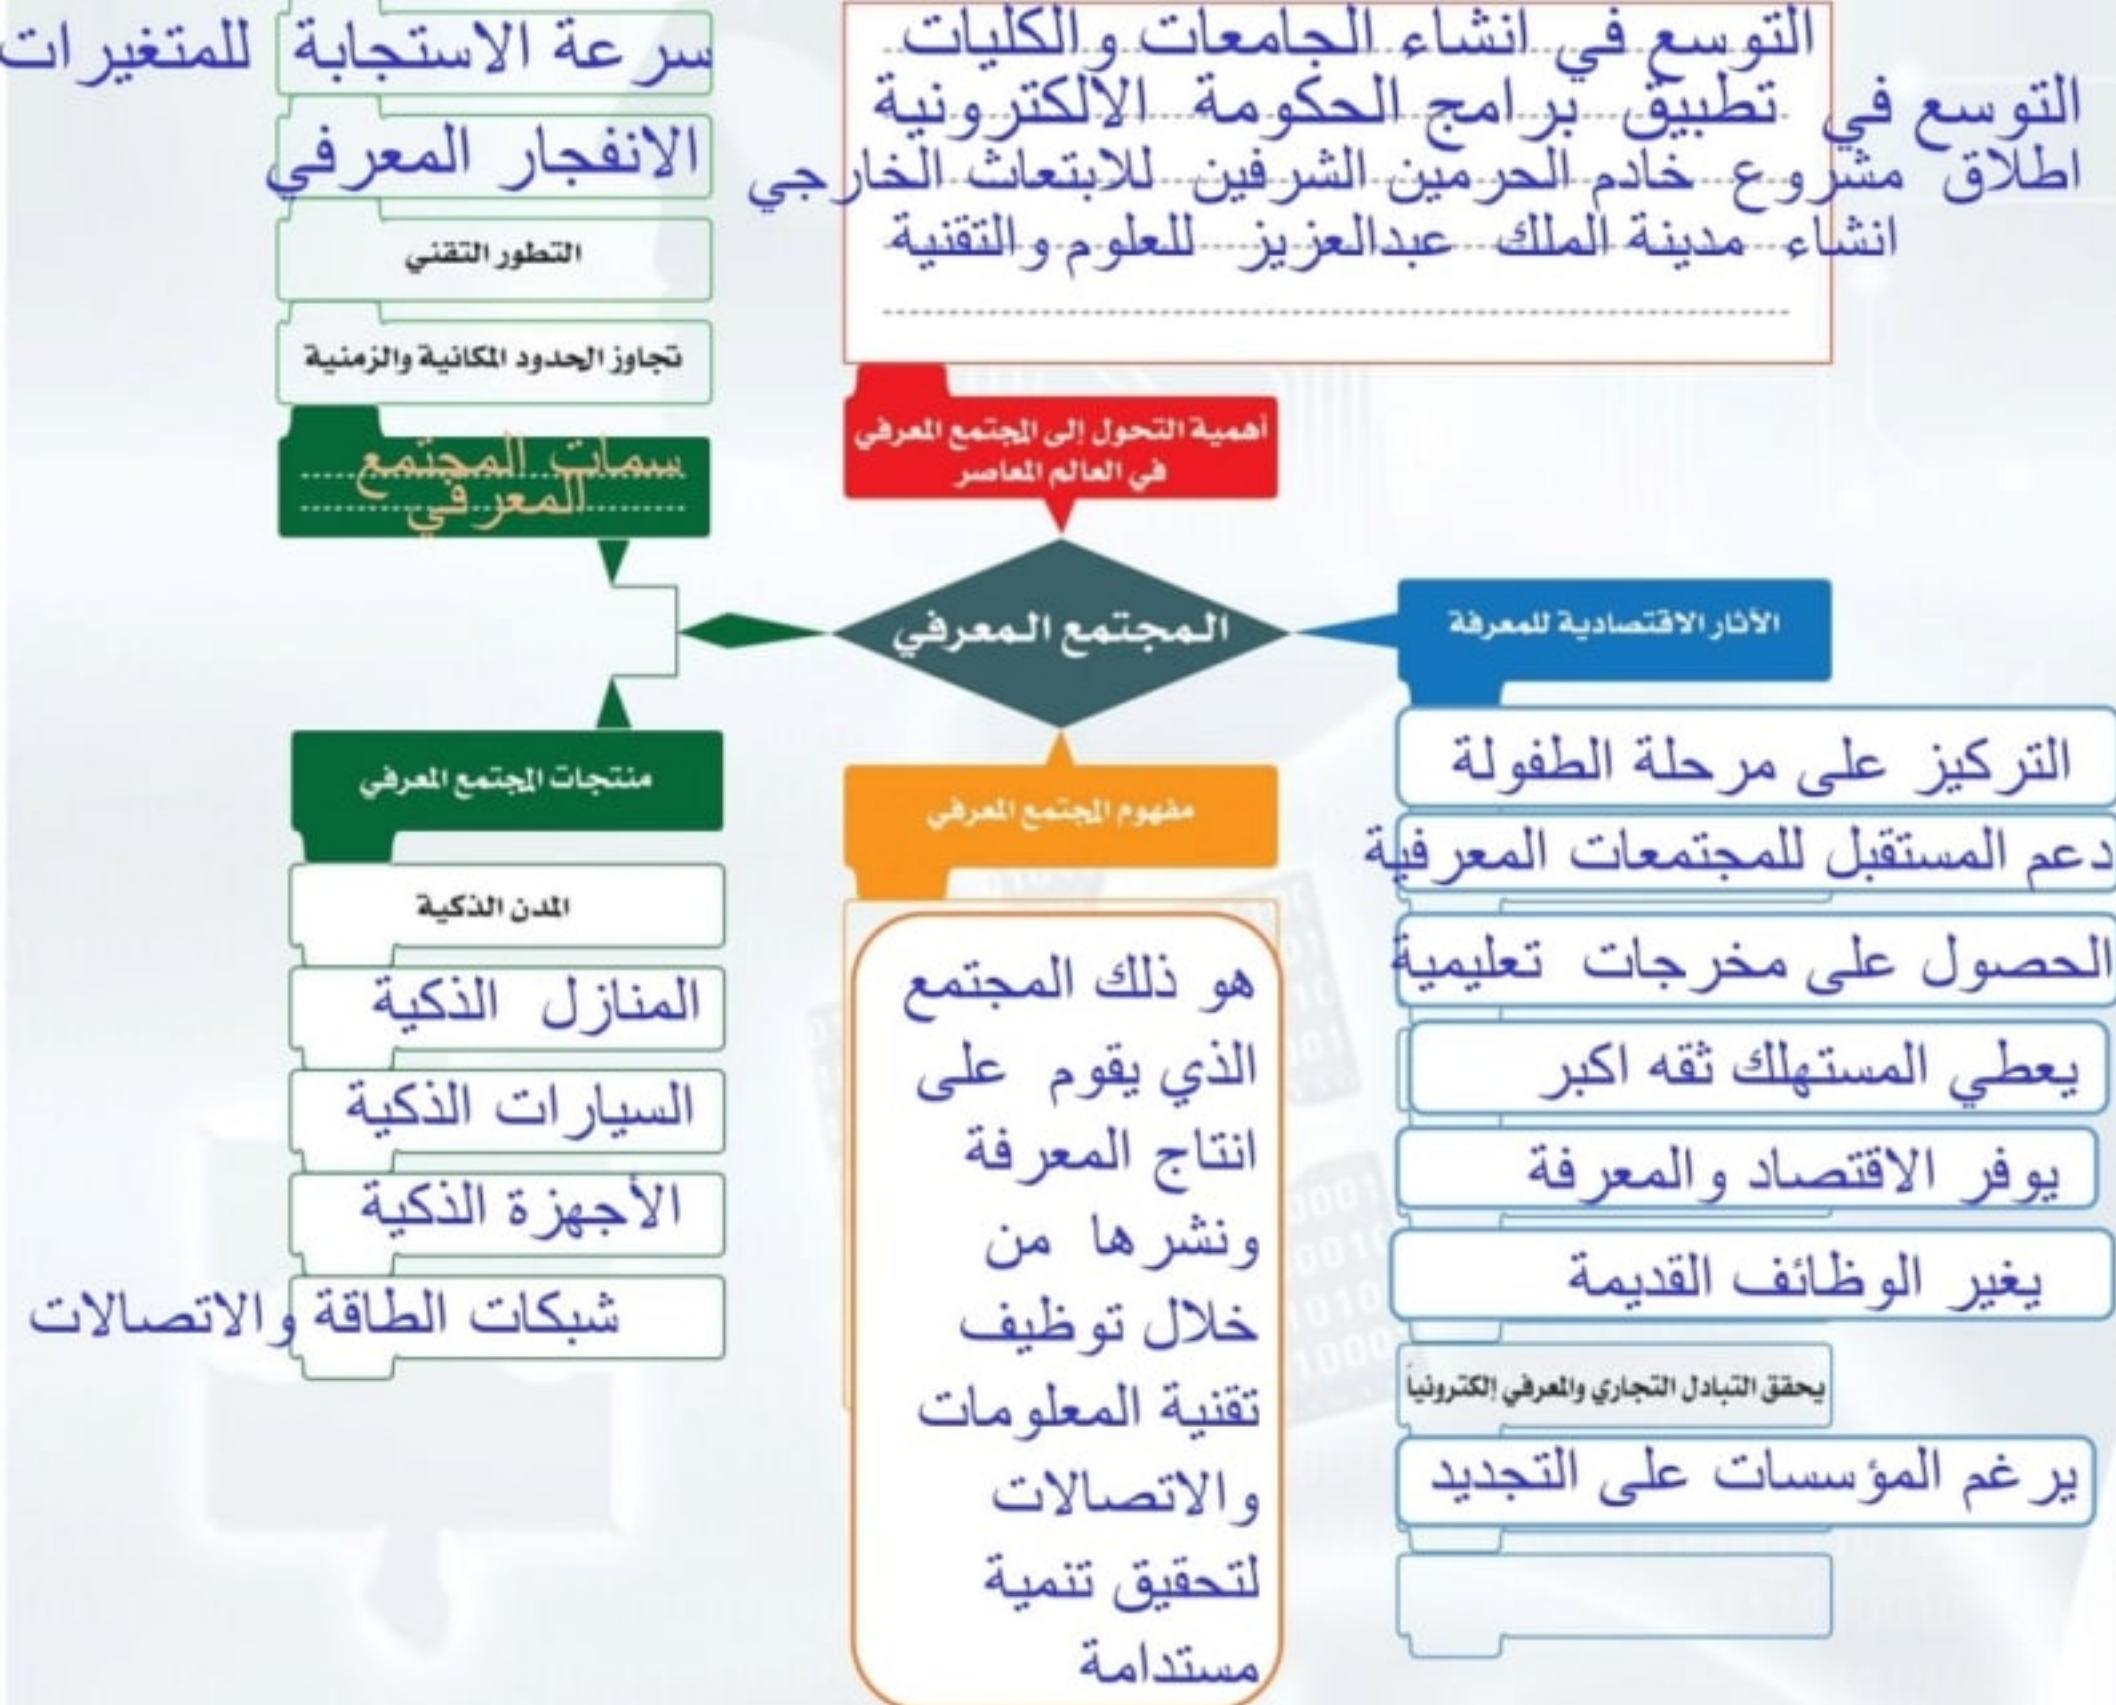 التوسع في انشاء الجامعات والكليات
التوسع في تطبيق برامج الحكومة الالكترونية
اطلاق مشروع خادم الحرمين الشرفين للابتعاث الخارجي
انشاء مدينة الملك عبدالعزيز للعلوم والتقنية
أهمية التحول إلى المجتمع المعرفي
في العالم المعاصر
سرعة الاستجابة للمتغيرات
الانفجار المعرفي
التطور التقني
تجاوز الحدود المكانية والزمنية
سمات المجتمع
المعرفي
المجتمع المعرفي
الآثار الاقتصادية للمعرفة
التركيز على مرحلة الطفولة
دعم المستقبل للمجتمعات المعرفية
الحصول على مخرجات تعليمية
يعطي المستهلك ثقه اكبر
يوفر الاقتصاد والمعرفة
يغير الوظائف القديمة
يحقق التبادل التجاري والمعرفي إلكترونياً
يرغم المؤسسات على التجديد
مفهوم المجتمع المعرفي
هو ذلك المجتمع
الذي يقوم على
انتاج المعرفة
ونشرها من
خلال توظيف
تقنية المعلومات
والاتصالات
لتحقيق تنمية
مستدامة
منتجات المجتمع المعرفي
المدن الذكية
المنازل الذكية
السيارات الذكية
الأجهزة الذكية
شبكات الطاقة والاتصالات